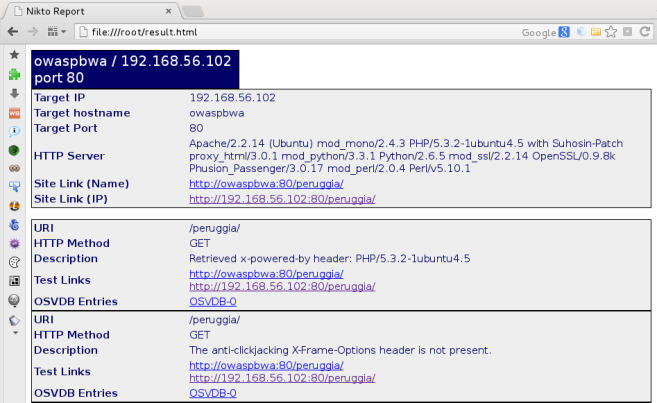 Nikto Report
file:///root/result.html
Google
owaspbwa / 192.168.56.102
port 80
Target IP 192.168.56.102
Target hostname owaspbwa
Target Port 80
HTTP Server Apache/2.2.14 (Ubuntu) mod_mono/2.4.3 PHP/5.3.2-1ubuntu4.5 with Suhosin-Patch
proxy_html/3.0.1 mod_python/3.3.1 Python/2.6.5 mod_ssl/2.2.14 OpenSSL/0.9.8k
Phusion_Passenger/3.0.17 mod_perl/2.0.4 Perl/v5.10.1
Site Link (Name) http://owaspbwa:80/peruggia/
Site Link (IP) http://192.168.56.102:80/peruggia/
URI /peruggia/
HTTP Method GET
Description Retrieved x-powered-by header: PHP/5.3.2-1ubuntu4.5
Test Links http://owaspbwa:80/peruggia/
http://192.168.56.102:80/peruggia/
OSVDB Entries OSVDB-0
URI /peruggia/
HTTP Method GET
Description The anti-clickjacking X-Frame-Options header is not present.
Test Links http://owaspbwa:80/peruggia/
http://192.168.56.102:80/peruggia/
OSVDB Entries OSVDB-0